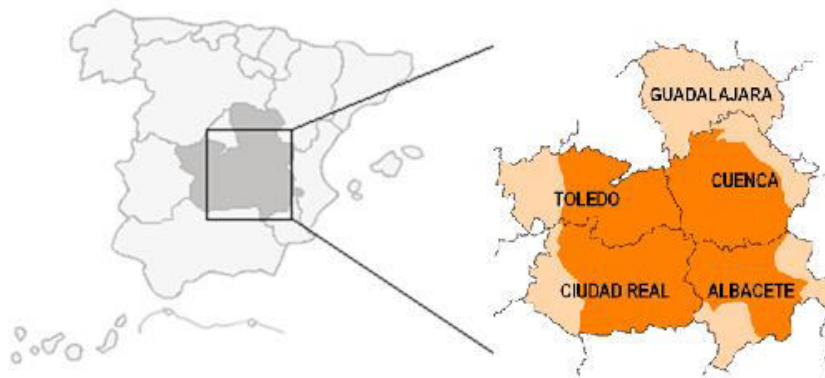 GUADALAJARA
CUENCA
TOLEDO
CIUDAD REAL
ALBACETE